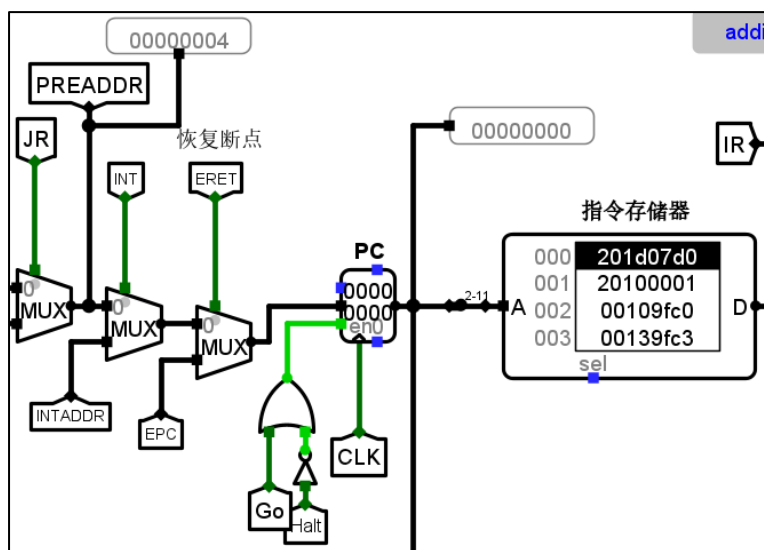 00000004
addi
PREADDR
JR
恢复断点
INT
ERET
00000000
IR
指令存储器
PC
0
MUX
0
MUX
0
MUX
0000
0000
en0
2-11
A
000 201d07d0
001 20100001
002 00109fc0
003 00139fc3
D
sel
INTADDR
EPC
CLK
Go
Halt